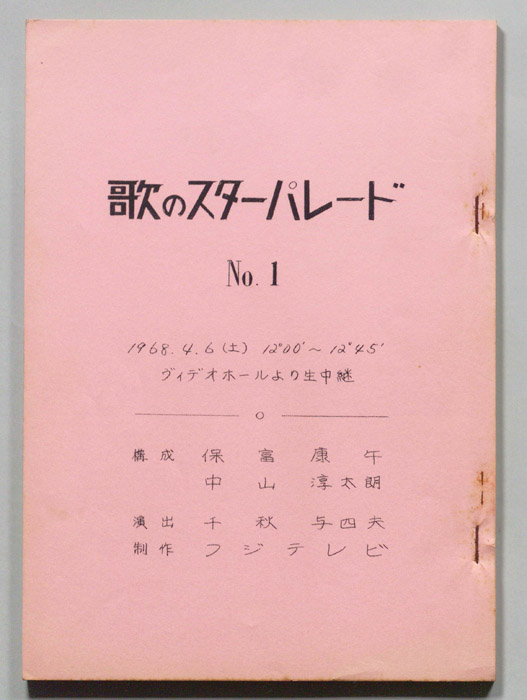 歌のスターパレード
No. 1
1968. 4. 6 (土) 12°00′～12°45′
ヴィデオホールより生中継
構成 保富康午
中山淳太朗
演出 千秋与四夫
制作 フジテレビ